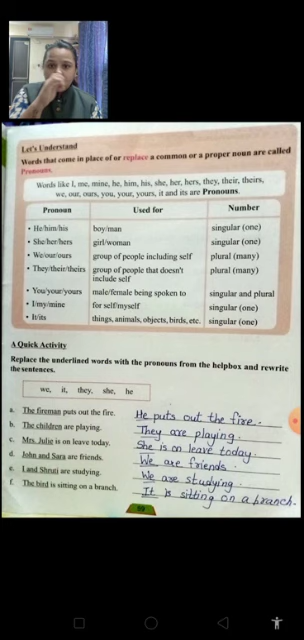 Let's Understand
Words that come in place of or replace a common or a proper noun are called
Pronouns.
Words like I, me, mine, he, him, his, she, her, hers, they, their, theirs,
we, our, ours, you, your, yours, it and its are Pronouns.
Pronoun Used for Number
• He/him/his boy/man singular (one)
• She/her/hers girl/woman singular (one)
• We/our/ours group of people including self plural (many)
• They/their/theirs group of people that doesn't plural (many)
include self
• You/your/yours male/female being spoken to singular and plural
• I/my/mine for self/myself singular (one)
• It/its things, animals, objects, birds, etc. singular (one)
A Quick Activity
Replace the underlined words with the pronouns from the helpbox and rewrite
the sentences.
we, it, they, she, he
a. The fireman puts out the fire. He puts out the fire.
b. The children are playing. They are playing.
c. Mrs. Julie is on leave today. She is on leave today.
d. John and Sara are friends. We are friends.
e. I and Shruti are studying. We are studying.
f. The bird is sitting on a branch. It is sitting on a branch.